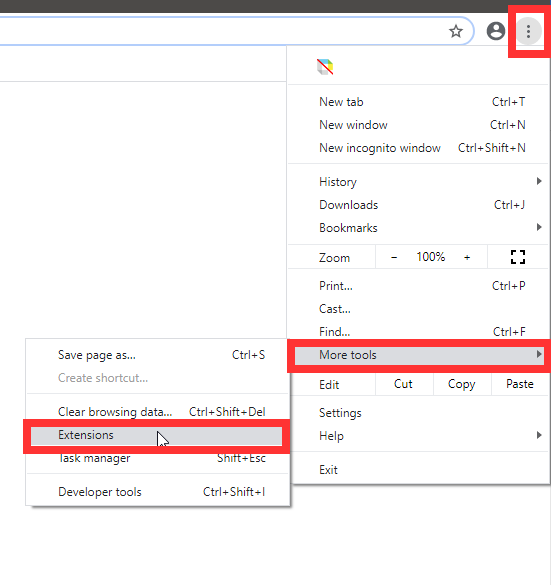 New tab Ctrl+T
New window Ctrl+N
New incognito window Ctrl+Shift+N
History
Downloads Ctrl+J
Bookmarks
Zoom − 100% +
Print... Ctrl+P
Cast...
Find... Ctrl+F
More tools
Edit Cut Copy Paste
Settings
Help
Exit
Save page as... Ctrl+S
Create shortcut...
Clear browsing data... Ctrl+Shift+Del
Extensions
Task manager Shift+Esc
Developer tools Ctrl+Shift+I